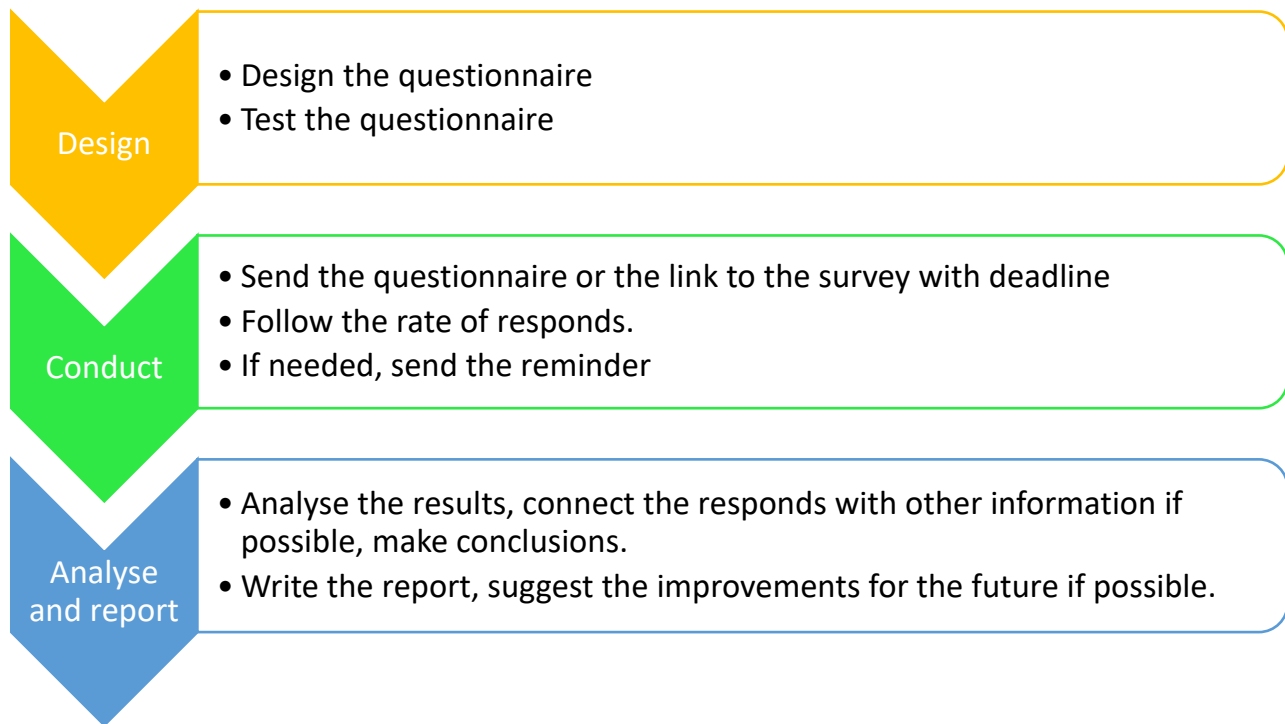 Design
• Design the questionnaire
• Test the questionnaire
Conduct
• Send the questionnaire or the link to the survey with deadline
• Follow the rate of responds.
• If needed, send the reminder
Analyse
and report
• Analyse the results, connect the responds with other information if
possible, make conclusions.
• Write the report, suggest the improvements for the future if possible.